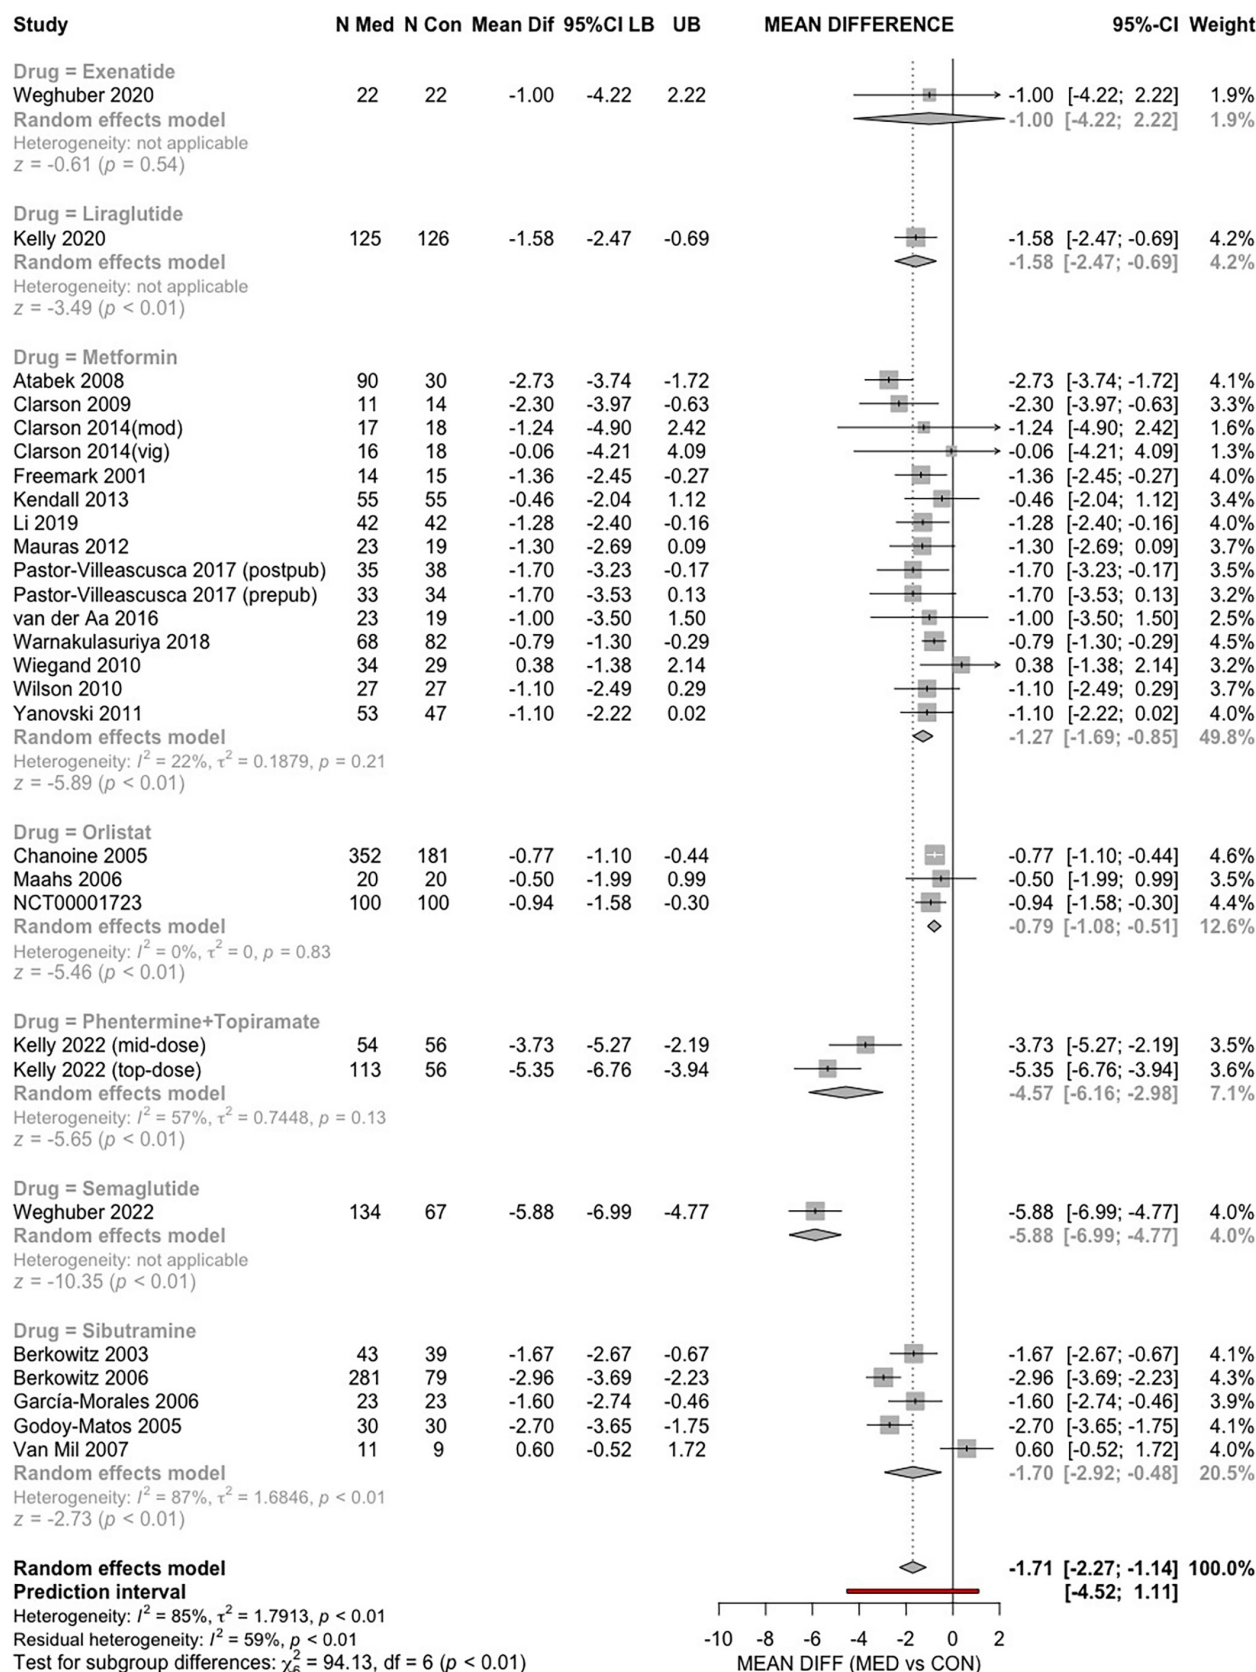 Study N Med N Con Mean Dif 95%CI LB UB MEAN DIFFERENCE 95%-CI Weight
Drug = Exenatide
Weghuber 2020 22 22 -1.00 -4.22 2.22 -1.00 [-4.22; 2.22] 1.9%
Random effects model -1.00 [-4.22; 2.22] 1.9%
Heterogeneity: not applicable
z = -0.61 (p = 0.54)
Drug = Liraglutide
Kelly 2020 125 126 -1.58 -2.47 -0.69 -1.58 [-2.47; -0.69] 4.2%
Random effects model -1.58 [-2.47; -0.69] 4.2%
Heterogeneity: not applicable
z = -3.49 (p < 0.01)
Drug = Metformin
Atabek 2008 90 30 -2.73 -3.74 -1.72 -2.73 [-3.74; -1.72] 4.1%
Clarson 2009 11 14 -2.30 -3.97 -0.63 -2.30 [-3.97; -0.63] 3.3%
Clarson 2014(mod) 17 18 -1.24 -4.90 2.42 -1.24 [-4.90; 2.42] 1.6%
Clarson 2014(vig) 16 18 -0.06 -4.21 4.09 -0.06 [-4.21; 4.09] 1.3%
Freemark 2001 14 15 -1.36 -2.45 -0.27 -1.36 [-2.45; -0.27] 4.0%
Kendall 2013 55 55 -0.46 -2.04 1.12 -0.46 [-2.04; 1.12] 3.4%
Li 2019 42 42 -1.28 -2.40 -0.16 -1.28 [-2.40; -0.16] 4.0%
Mauras 2012 23 19 -1.30 -2.69 0.09 -1.30 [-2.69; 0.09] 3.7%
Pastor-Villeascusca 2017 (postpub) 35 38 -1.70 -3.23 -0.17 -1.70 [-3.23; -0.17] 3.5%
Pastor-Villeascusca 2017 (prepub) 33 34 -1.70 -3.53 0.13 -1.70 [-3.53; 0.13] 3.2%
van der Aa 2016 23 19 -1.00 -3.50 1.50 -1.00 [-3.50; 1.50] 2.5%
Warnakulasuriya 2018 68 82 -0.79 -1.30 -0.29 -0.79 [-1.30; -0.29] 4.5%
Wiegand 2010 34 29 0.38 -1.38 2.14 0.38 [-1.38; 2.14] 3.2%
Wilson 2010 27 27 -1.10 -2.49 0.29 -1.10 [-2.49; 0.29] 3.7%
Yanovski 2011 53 47 -1.10 -2.22 0.02 -1.10 [-2.22; 0.02] 4.0%
Random effects model -1.27 [-1.69; -0.85] 49.8%
Heterogeneity: I² = 22%, τ² = 0.1879, p = 0.21
z = -5.89 (p < 0.01)
Drug = Orlistat
Chanoine 2005 352 181 -0.77 -1.10 -0.44 -0.77 [-1.10; -0.44] 4.6%
Maahs 2006 20 20 -0.50 -1.99 0.99 -0.50 [-1.99; 0.99] 3.5%
NCT00001723 100 100 -0.94 -1.58 -0.30 -0.94 [-1.58; -0.30] 4.4%
Random effects model -0.79 [-1.08; -0.51] 12.6%
Heterogeneity: I² = 0%, τ² = 0, p = 0.83
z = -5.46 (p < 0.01)
Drug = Phentermine+Topiramate
Kelly 2022 (mid-dose) 54 56 -3.73 -5.27 -2.19 -3.73 [-5.27; -2.19] 3.5%
Kelly 2022 (top-dose) 113 56 -5.35 -6.76 -3.94 -5.35 [-6.76; -3.94] 3.6%
Random effects model -4.57 [-6.16; -2.98] 7.1%
Heterogeneity: I² = 57%, τ² = 0.7448, p = 0.13
z = -5.65 (p < 0.01)
Drug = Semaglutide
Weghuber 2022 134 67 -5.88 -6.99 -4.77 -5.88 [-6.99; -4.77] 4.0%
Random effects model -5.88 [-6.99; -4.77] 4.0%
Heterogeneity: not applicable
z = -10.35 (p < 0.01)
Drug = Sibutramine
Berkowitz 2003 43 39 -1.67 -2.67 -0.67 -1.67 [-2.67; -0.67] 4.1%
Berkowitz 2006 281 79 -2.96 -3.69 -2.23 -2.96 [-3.69; -2.23] 4.3%
García-Morales 2006 23 23 -1.60 -2.74 -0.46 -1.60 [-2.74; -0.46] 3.9%
Godoy-Matos 2005 30 30 -2.70 -3.65 -1.75 -2.70 [-3.65; -1.75] 4.1%
Van Mil 2007 11 9 0.60 -0.52 1.72 0.60 [-0.52; 1.72] 4.0%
Random effects model -1.70 [-2.92; -0.48] 20.5%
Heterogeneity: I² = 87%, τ² = 1.6846, p < 0.01
z = -2.73 (p < 0.01)
Random effects model -1.71 [-2.27; -1.14] 100.0%
Prediction interval [-4.52; 1.11]
Heterogeneity: I² = 85%, τ² = 1.7913, p < 0.01
Residual heterogeneity: I² = 59%, p < 0.01
-10 -8 -6 -4 -2 0 2
Test for subgroup differences: χ²₆ = 94.13, df = 6 (p < 0.01) MEAN DIFF (MED vs CON)